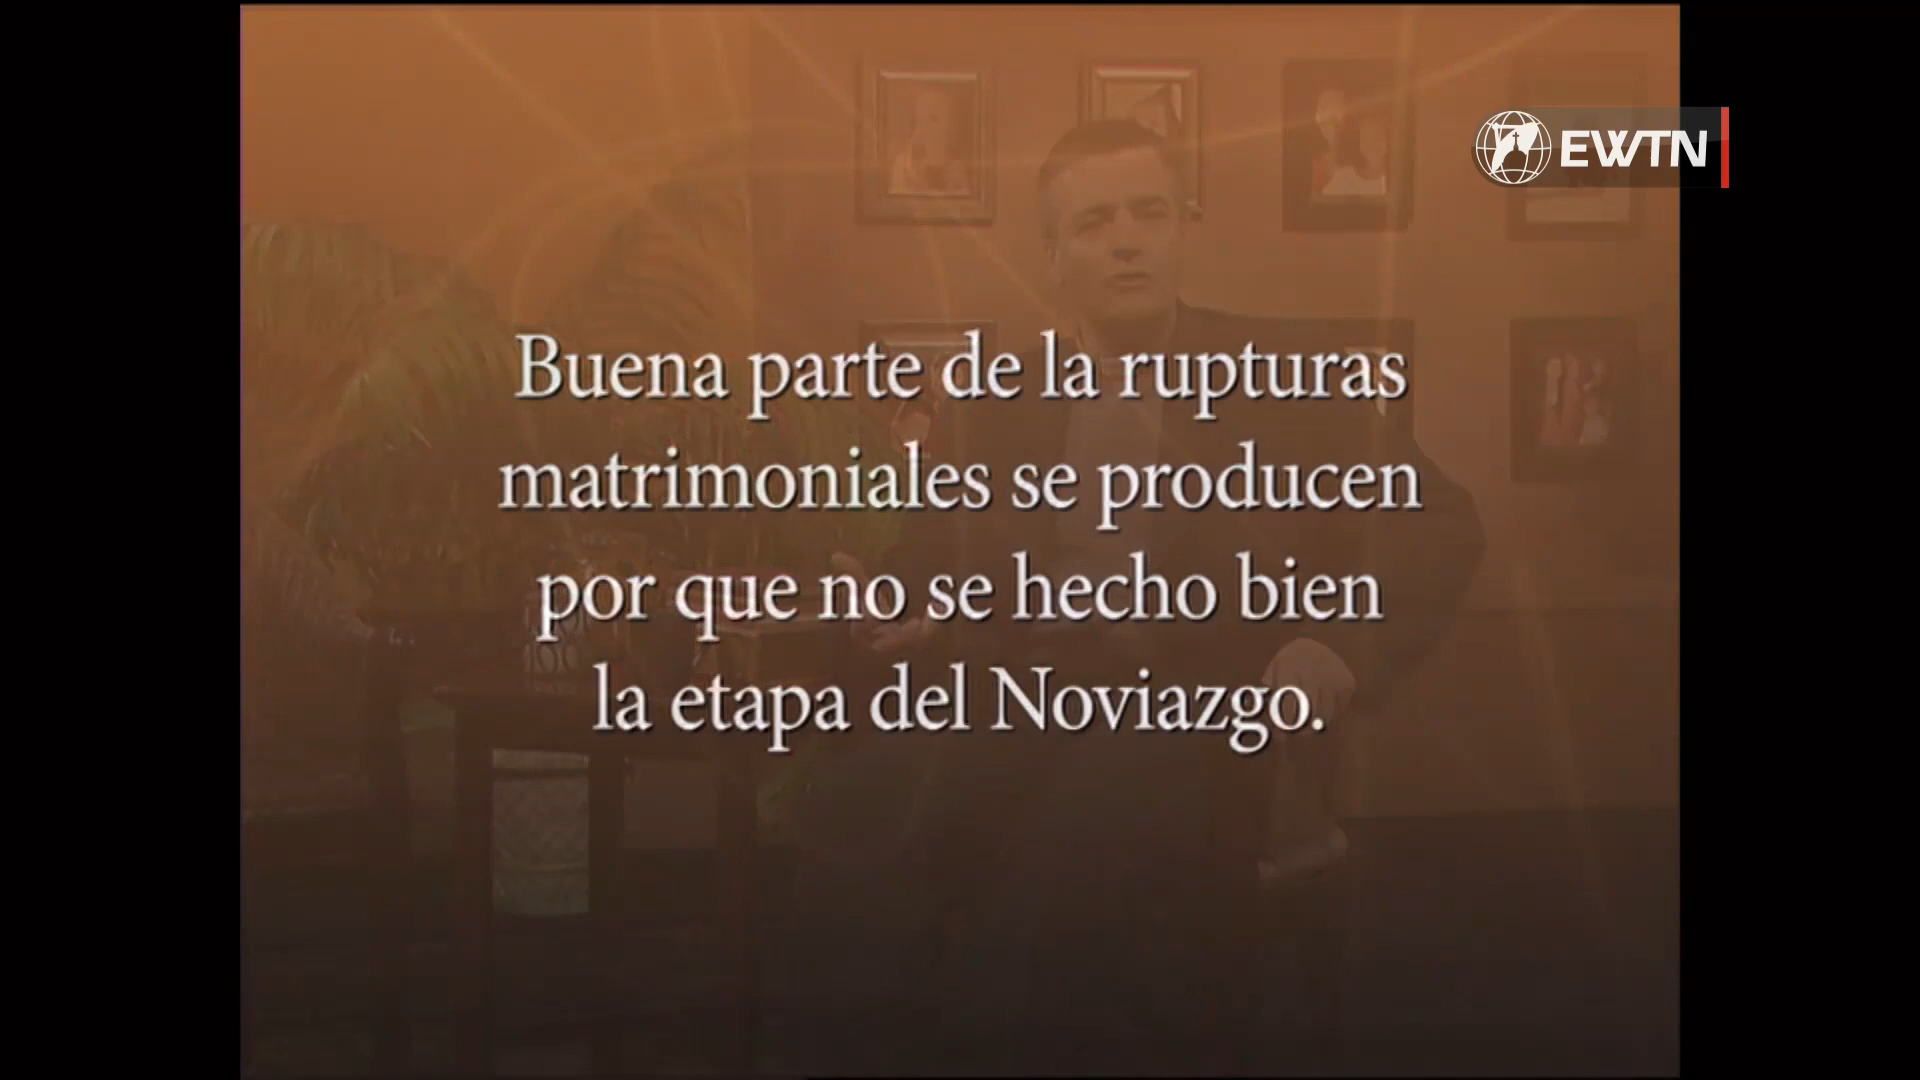 EWTN
Buena parte de la rupturas
matrimoniales se producen
por que no se hecho bien
la etapa del Noviazgo.